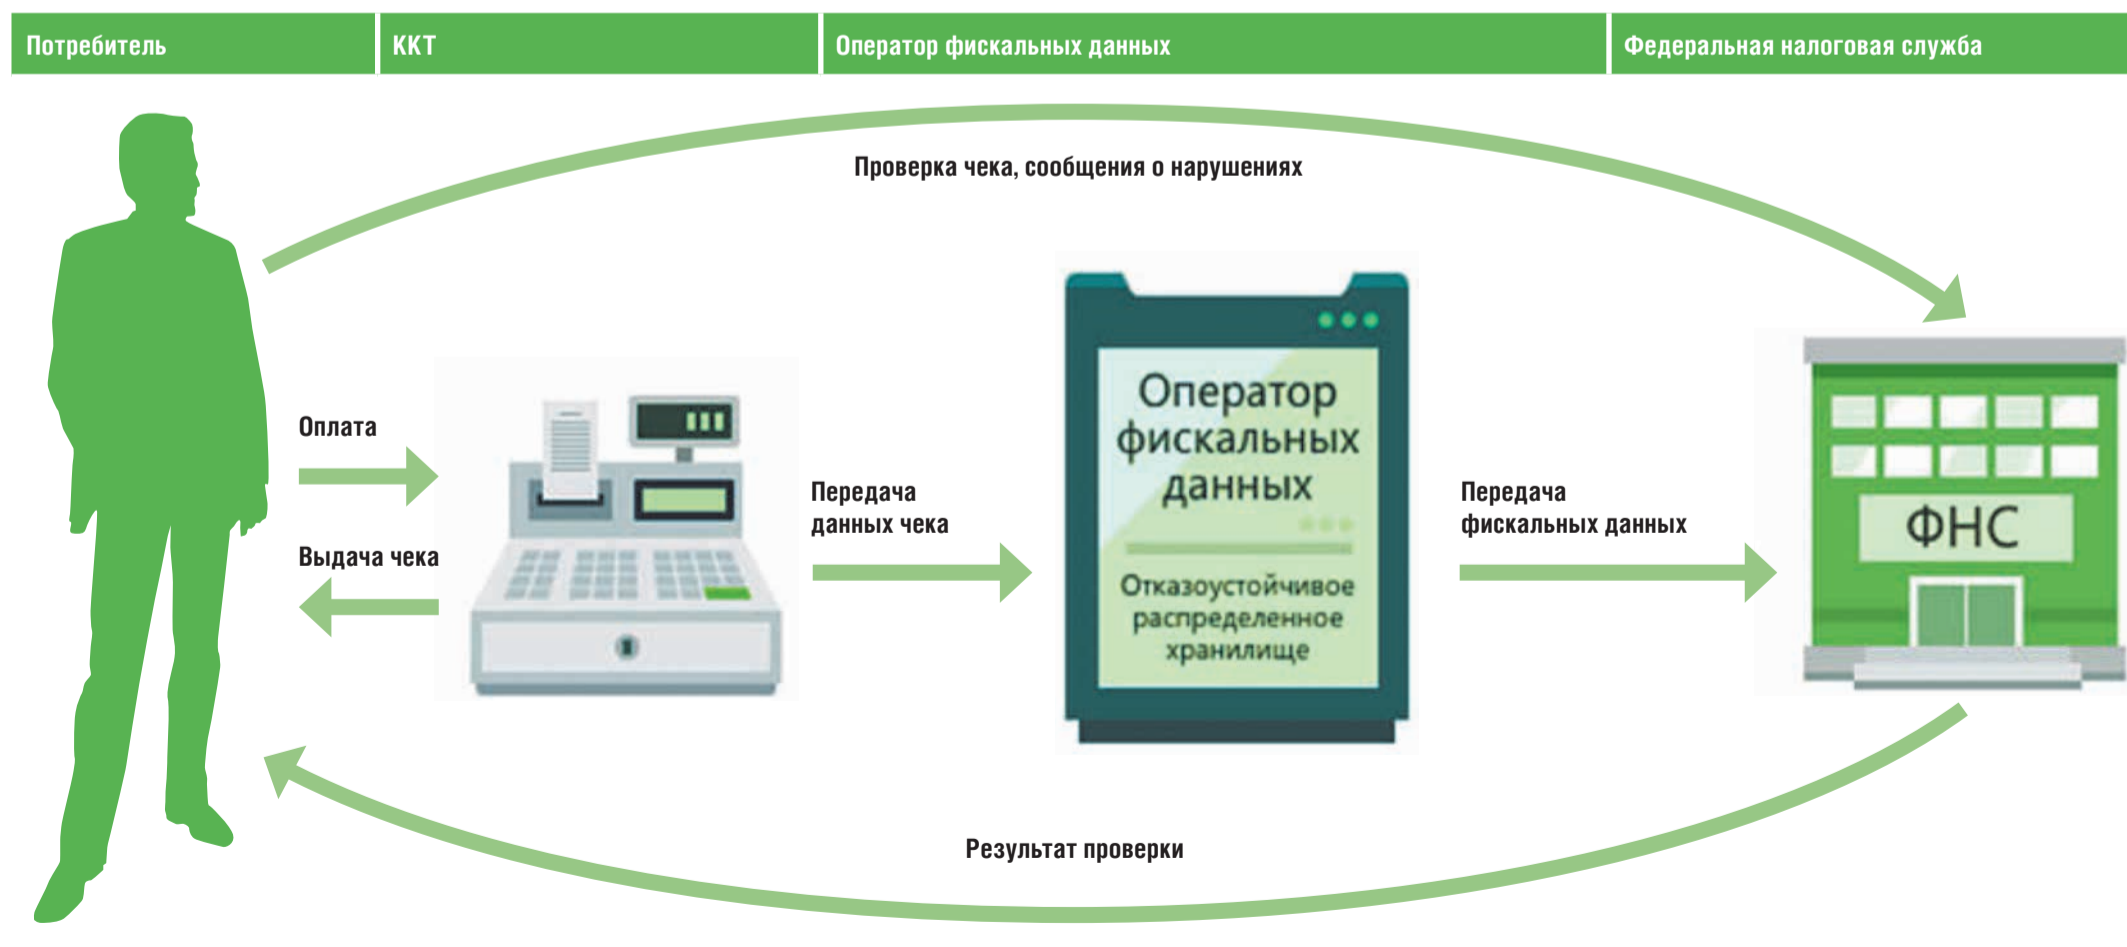 Потребитель
ККТ
Оператор фискальных данных
Федеральная налоговая служба
Проверка чека, сообщения о нарушениях
Оплата
Выдача чека
Передача
данных чека
Оператор
фискальных
данных
Отказоустойчивое
распределенное
хранилище
Передача
фискальных данных
ФНС
Результат проверки